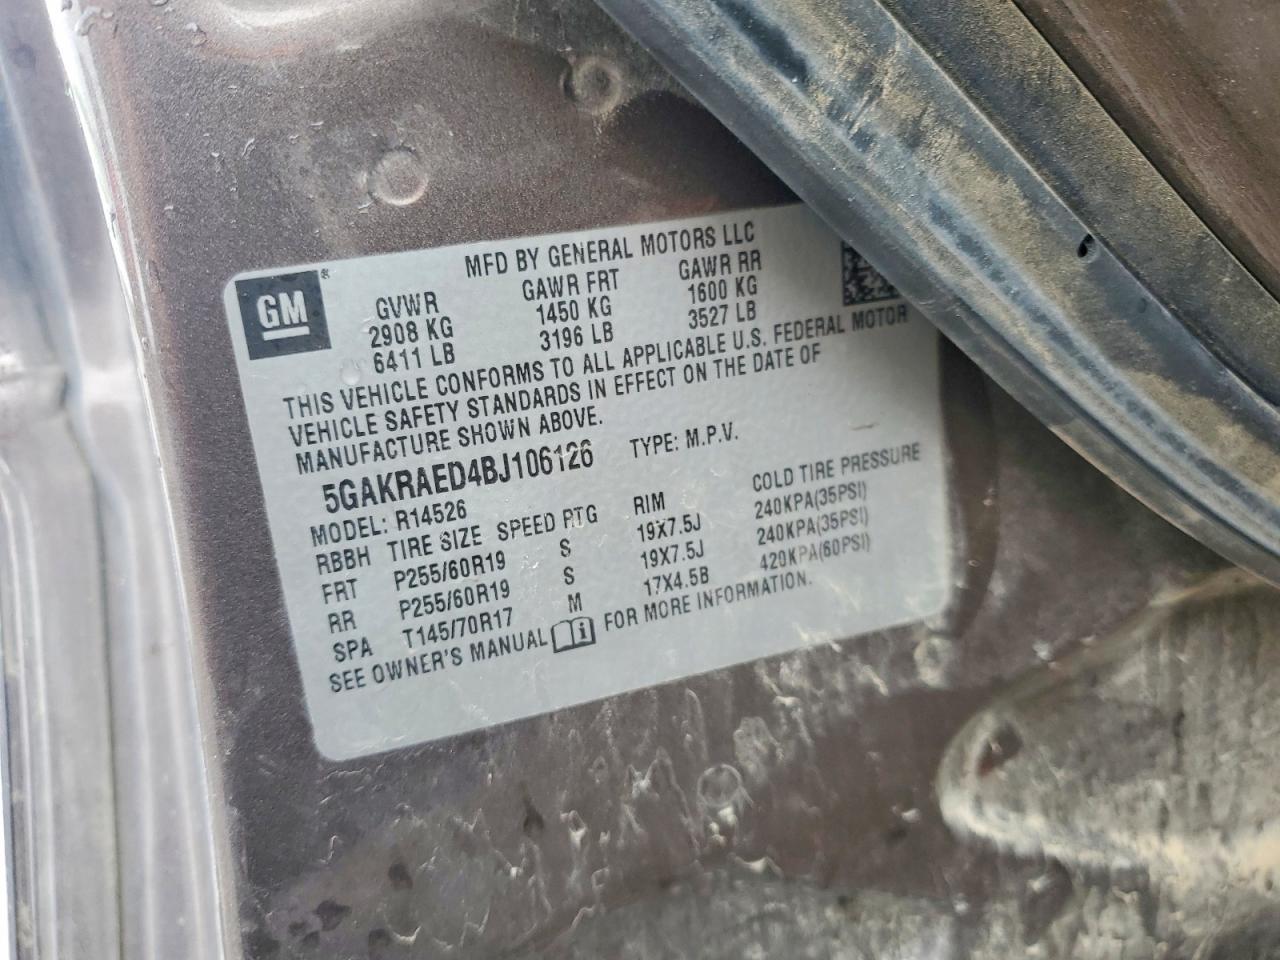 MFD BY GENERAL MOTORS LLC
GM ®
GVWR GAWR FRT GAWR RR
2908 KG 1450 KG 1600 KG
6411 LB 3196 LB 3527 LB
THIS VEHICLE CONFORMS TO ALL APPLICABLE U.S. FEDERAL MOTOR
VEHICLE SAFETY STANDARDS IN EFFECT ON THE DATE OF
MANUFACTURE SHOWN ABOVE.
5GAKRAED4BJ106126 TYPE: M.P.V.
MODEL: R14526
RBBH TIRE SIZE SPEED RTG RIM COLD TIRE PRESSURE
FRT P255/60R19 S 19X7.5J 240KPA(35PSI)
RR P255/60R19 S 19X7.5J 240KPA(35PSI)
SPA T145/70R17 M 17X4.5B 420KPA(60PSI)
SEE OWNER'S MANUAL i FOR MORE INFORMATION.